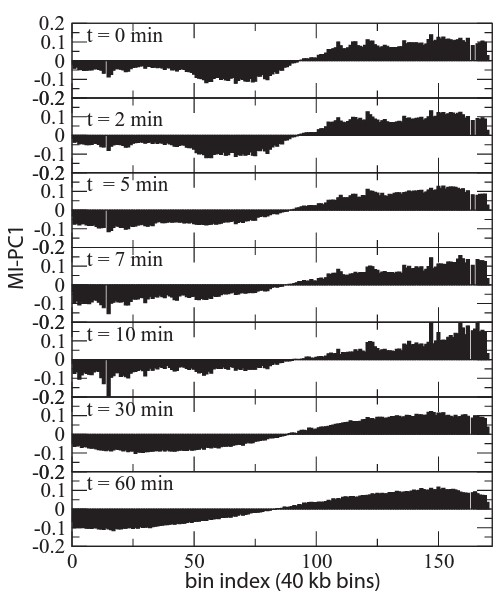 0.2
t = 0 min
0.1
0
-0.1
-0.2
t = 2 min
0.1
0
-0.1
-0.2
t = 5 min
0.1
0
-0.1
-0.2
t = 7 min
0.1
0
-0.1
-0.2
t = 10 min
0.1
0
-0.1
-0.2
t = 30 min
0.1
0
-0.1
-0.2
t = 60 min
0.1
0
-0.1
-0.2
MI-PC1
0 50 100 150
bin index (40 kb bins)